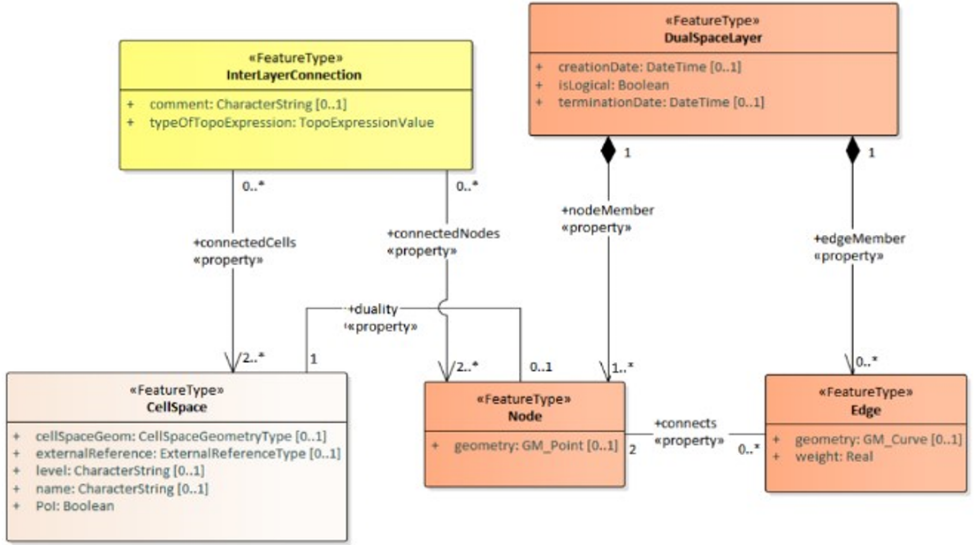 «FeatureType»
DualSpaceLayer
+ creationDate: DateTime [0..1]
+ isLogical: Boolean
+ terminationDate: DateTime [0..1]
«FeatureType»
InterLayerConnection
+ comment: CharacterString [0..1]
+ typeOfTopoExpression: TopoExpressionValue
1
1
0..*
0..*
+nodeMember
«property»
+connectedCells
«property»
+connectedNodes
«property»
+edgeMember
«property»
+duality
«property»
2..*
1
2..*
0..1
1..*
0..*
«FeatureType»
CellSpace
+ cellSpaceGeom: CellSpaceGeometryType [0..1]
+ externalReference: ExternalReferenceType [0..1]
+ level: CharacterString [0..1]
+ name: CharacterString [0..1]
+ PoI: Boolean
«FeatureType»
Node
+ geometry: GM_Point [0..1]
2
+connects
«property»
0..*
«FeatureType»
Edge
+ geometry: GM_Curve [0..1]
+ weight: Real